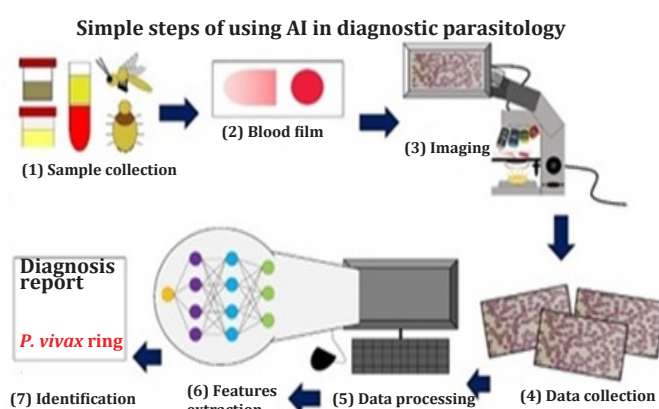 Simple steps of using AI in diagnostic parasitology
(1) Sample collection
(2) Blood film
(3) Imaging
(4) Data collection
(5) Data processing
(6) Features
extraction
(7) Identification
Diagnosis
report
P. vivax ring